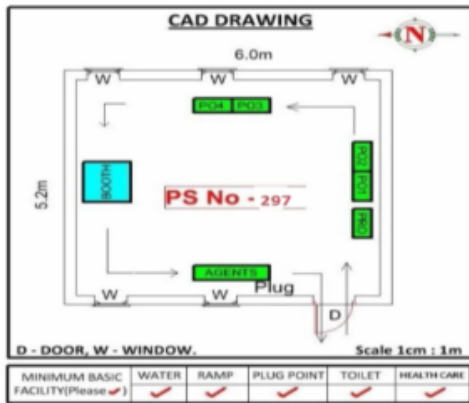 CAD DRAWING
N
6.0m
W W W
PO4 PO3
5.2m
BOOTH
PO2 PO1
PRO
PS No - 297
AGENTS
Plug
W W
D
D - DOOR, W - WINDOW. Scale 1cm : 1m
MINIMUM BASIC FACILITY(Please ✓) WATER RAMP PLUG POINT TOILET HEALTH CARE
✓ ✓ ✓ ✓ ✓